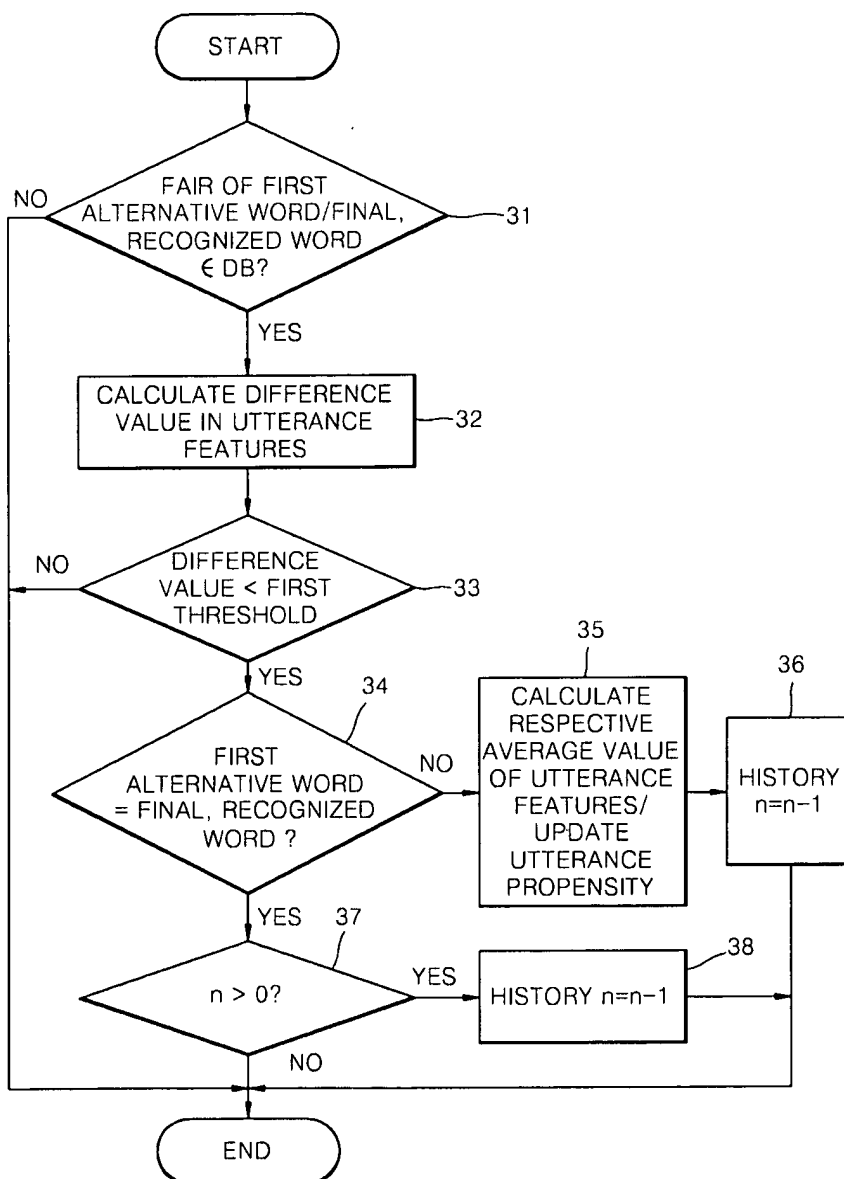 START
NO
FAIR OF FIRST
ALTERNATIVE WORD/FINAL,
RECOGNIZED WORD
∈ DB?
31
YES
CALCULATE DIFFERENCE
VALUE IN UTTERANCE
FEATURES
32
NO
DIFFERENCE
VALUE < FIRST
THRESHOLD
33
YES
34
FIRST
ALTERNATIVE WORD
= FINAL, RECOGNIZED
WORD ?
NO
35
CALCULATE
RESPECTIVE
AVERAGE VALUE
OF UTTERANCE
FEATURES/
UPDATE
UTTERANCE
PROPENSITY
36
HISTORY
n=n-1
YES
37
n > 0?
YES
38
HISTORY n=n-1
NO
END